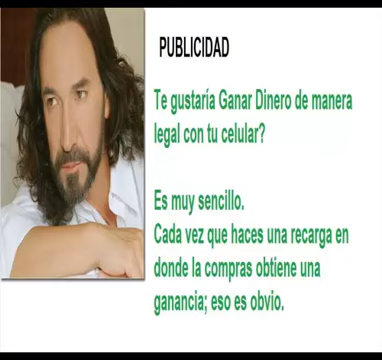 PUBLICIDAD
Te gustaría Ganar Dinero de manera
legal con tu celular?
Es muy sencillo.
Cada vez que haces una recarga en
donde la compras obtiene una
ganancia; eso es obvio.